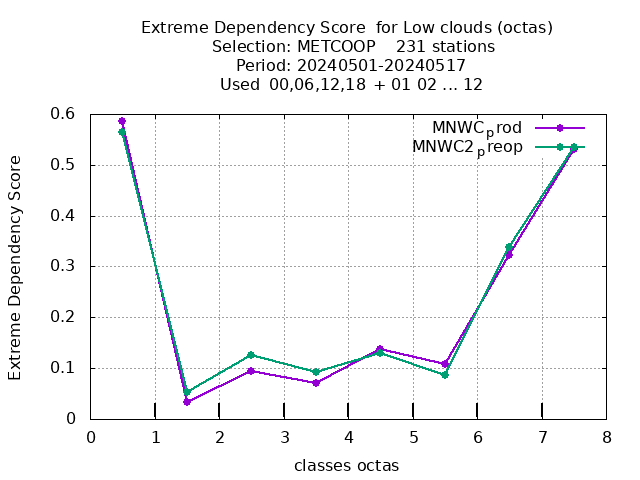 Extreme Dependency Score  for Low clouds (octas)
Selection: METCOOP    231 stations
Period: 20240501-20240517
Used  00,06,12,18  + 01 02 ... 12
MNWCprod
MNWC2preop
Extreme Dependency Score
0.6
0.5
0.4
0.3
0.2
0.1
0
0 1 2 3 4 5 6 7 8
classes octas